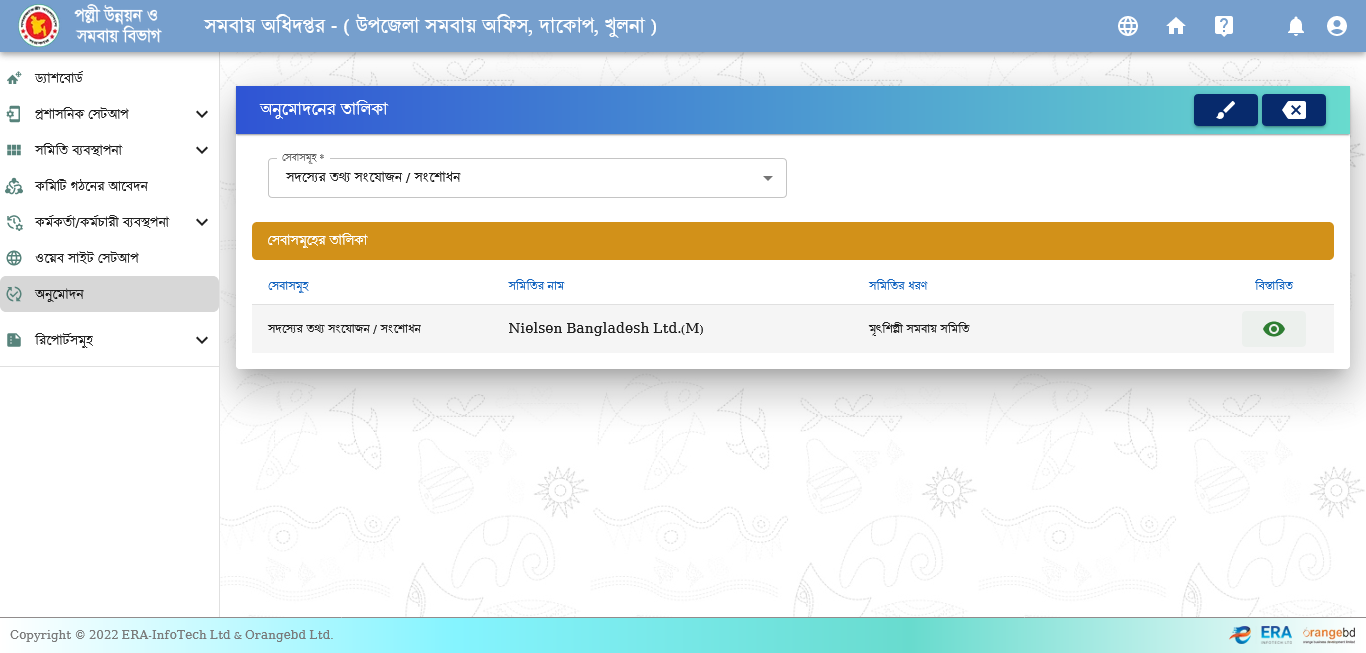 পল্লী উন্নয়ন ও
সমবায় বিভাগ
সমবায় অধিদপ্তর - ( উপজেলা সমবায় অফিস, দাকোপ, খুলনা )
ড্যাশবোর্ড
প্রশাসনিক সেটআপ
সমিতি ব্যবস্থাপনা
কমিটি গঠনের আবেদন
কর্মকর্তা/কর্মচারী ব্যবস্থপনা
ওয়েব সাইট সেটআপ
অনুমোদন
রিপোর্টসমূহ
অনুমোদনের তালিকা
সেবাসমূহ *
সদস্যের তথ্য সংযোজন / সংশোধন
সেবাসমূহের তালিকা
সেবাসমূহ সমিতির নাম সমিতির ধরণ বিস্তারিত
সদস্যের তথ্য সংযোজন / সংশোধন Nielsen Bangladesh Ltd.(M) মৃৎশিল্পী সমবায় সমিতি
Copyright © 2022 ERA-InfoTech Ltd & Orangebd Ltd.
ERA
INFOTECH LTD
orangebd